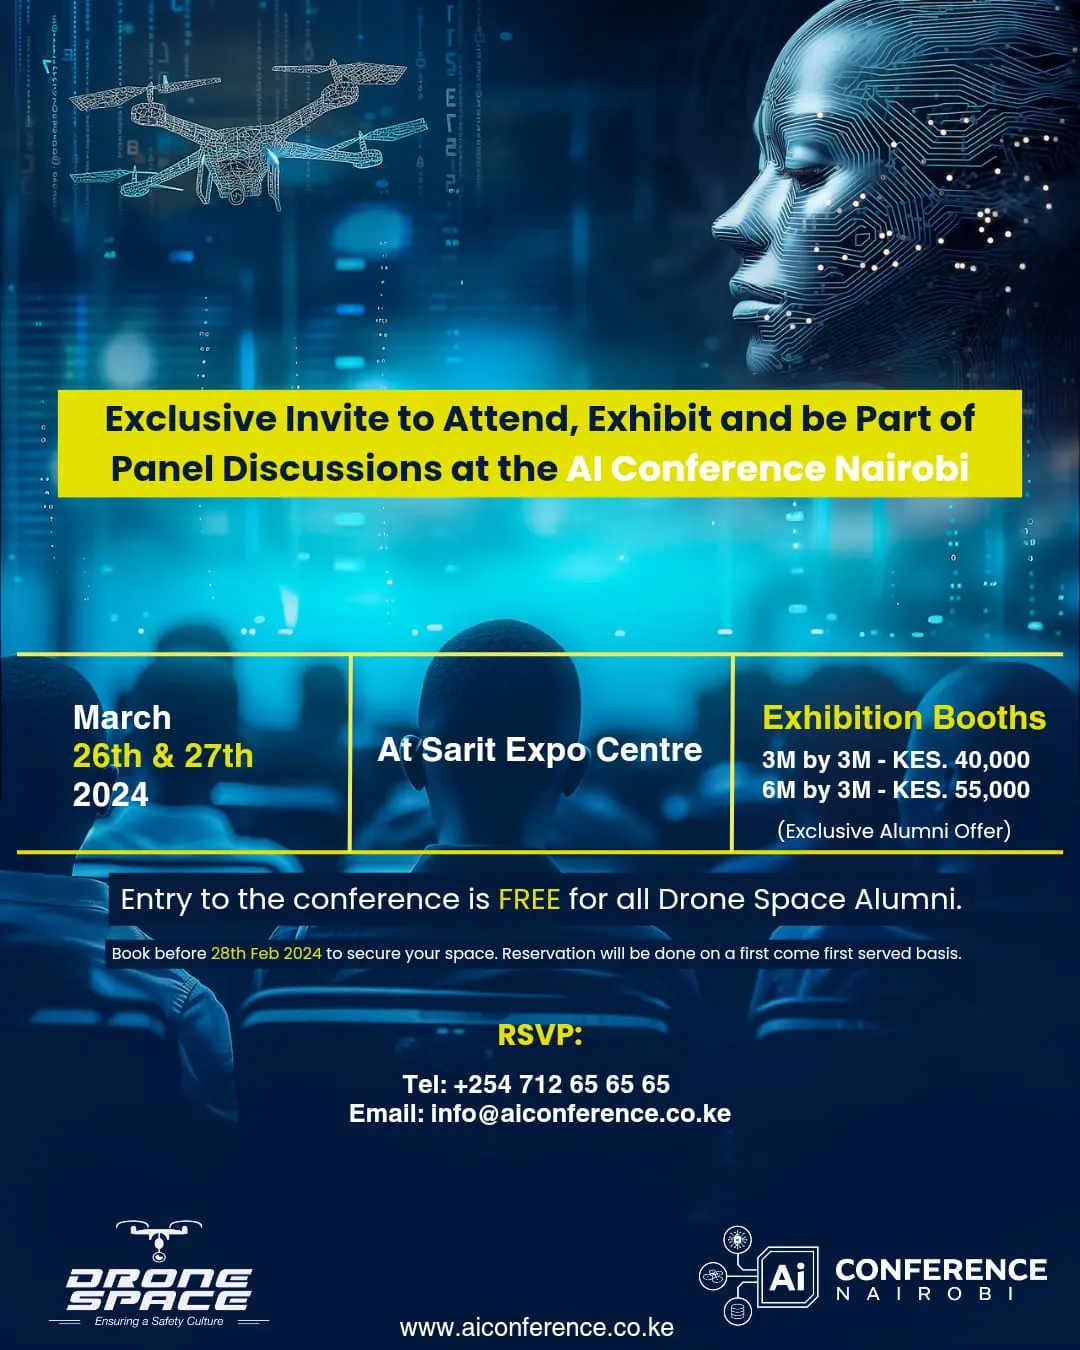 Exclusive Invite to Attend, Exhibit and be Part of
Panel Discussions at the AI Conference Nairobi
March
26th & 27th
2024
At Sarit Expo Centre
Exhibition Booths
3M by 3M - KES. 40,000
6M by 3M - KES. 55,000
(Exclusive Alumni Offer)
Entry to the conference is FREE for all Drone Space Alumni.
Book before 28th Feb 2024 to secure your space. Reservation will be done on a first come first served basis.
RSVP:
Tel: +254 712 65 65 65
Email: info@aiconference.co.ke
DRONE
SPACE
Ensuring a Safety Culture
www.aiconference.co.ke
Ai
CONFERENCE
NAIROBI